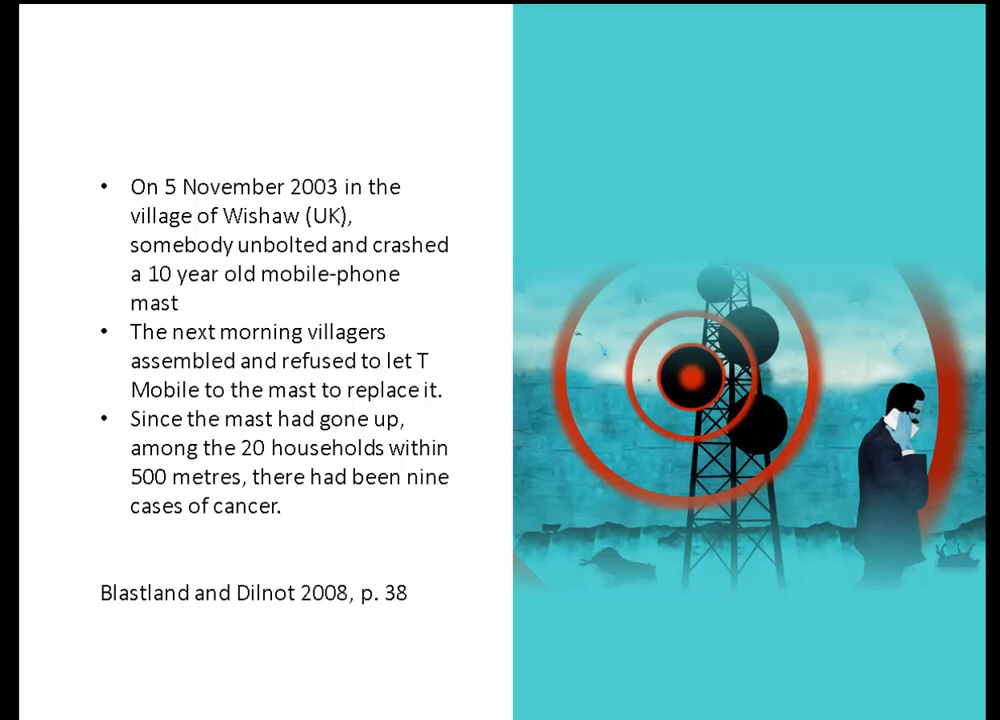 • On 5 November 2003 in the
village of Wishaw (UK),
somebody unbolted and crashed
a 10 year old mobile-phone
mast
• The next morning villagers
assembled and refused to let T
Mobile to the mast to replace it.
• Since the mast had gone up,
among the 20 households within
500 metres, there had been nine
cases of cancer.
Blastland and Dilnot 2008, p. 38